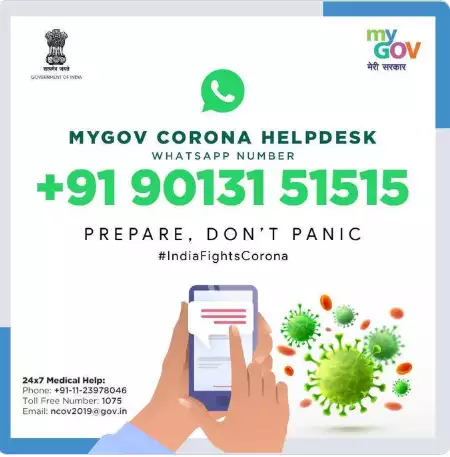 सत्यमेव जयते
GOVERNMENT OF INDIA
my
GOV
मेरी सरकार
MYGOV CORONA HELPDESK
WHATSAPP NUMBER
+91 90131 51515
PREPARE, DON'T PANIC
#IndiaFightsCorona
24x7 Medical Help:
Phone: +91-11-23978046
Toll Free Number: 1075
Email: ncov2019@gov.in